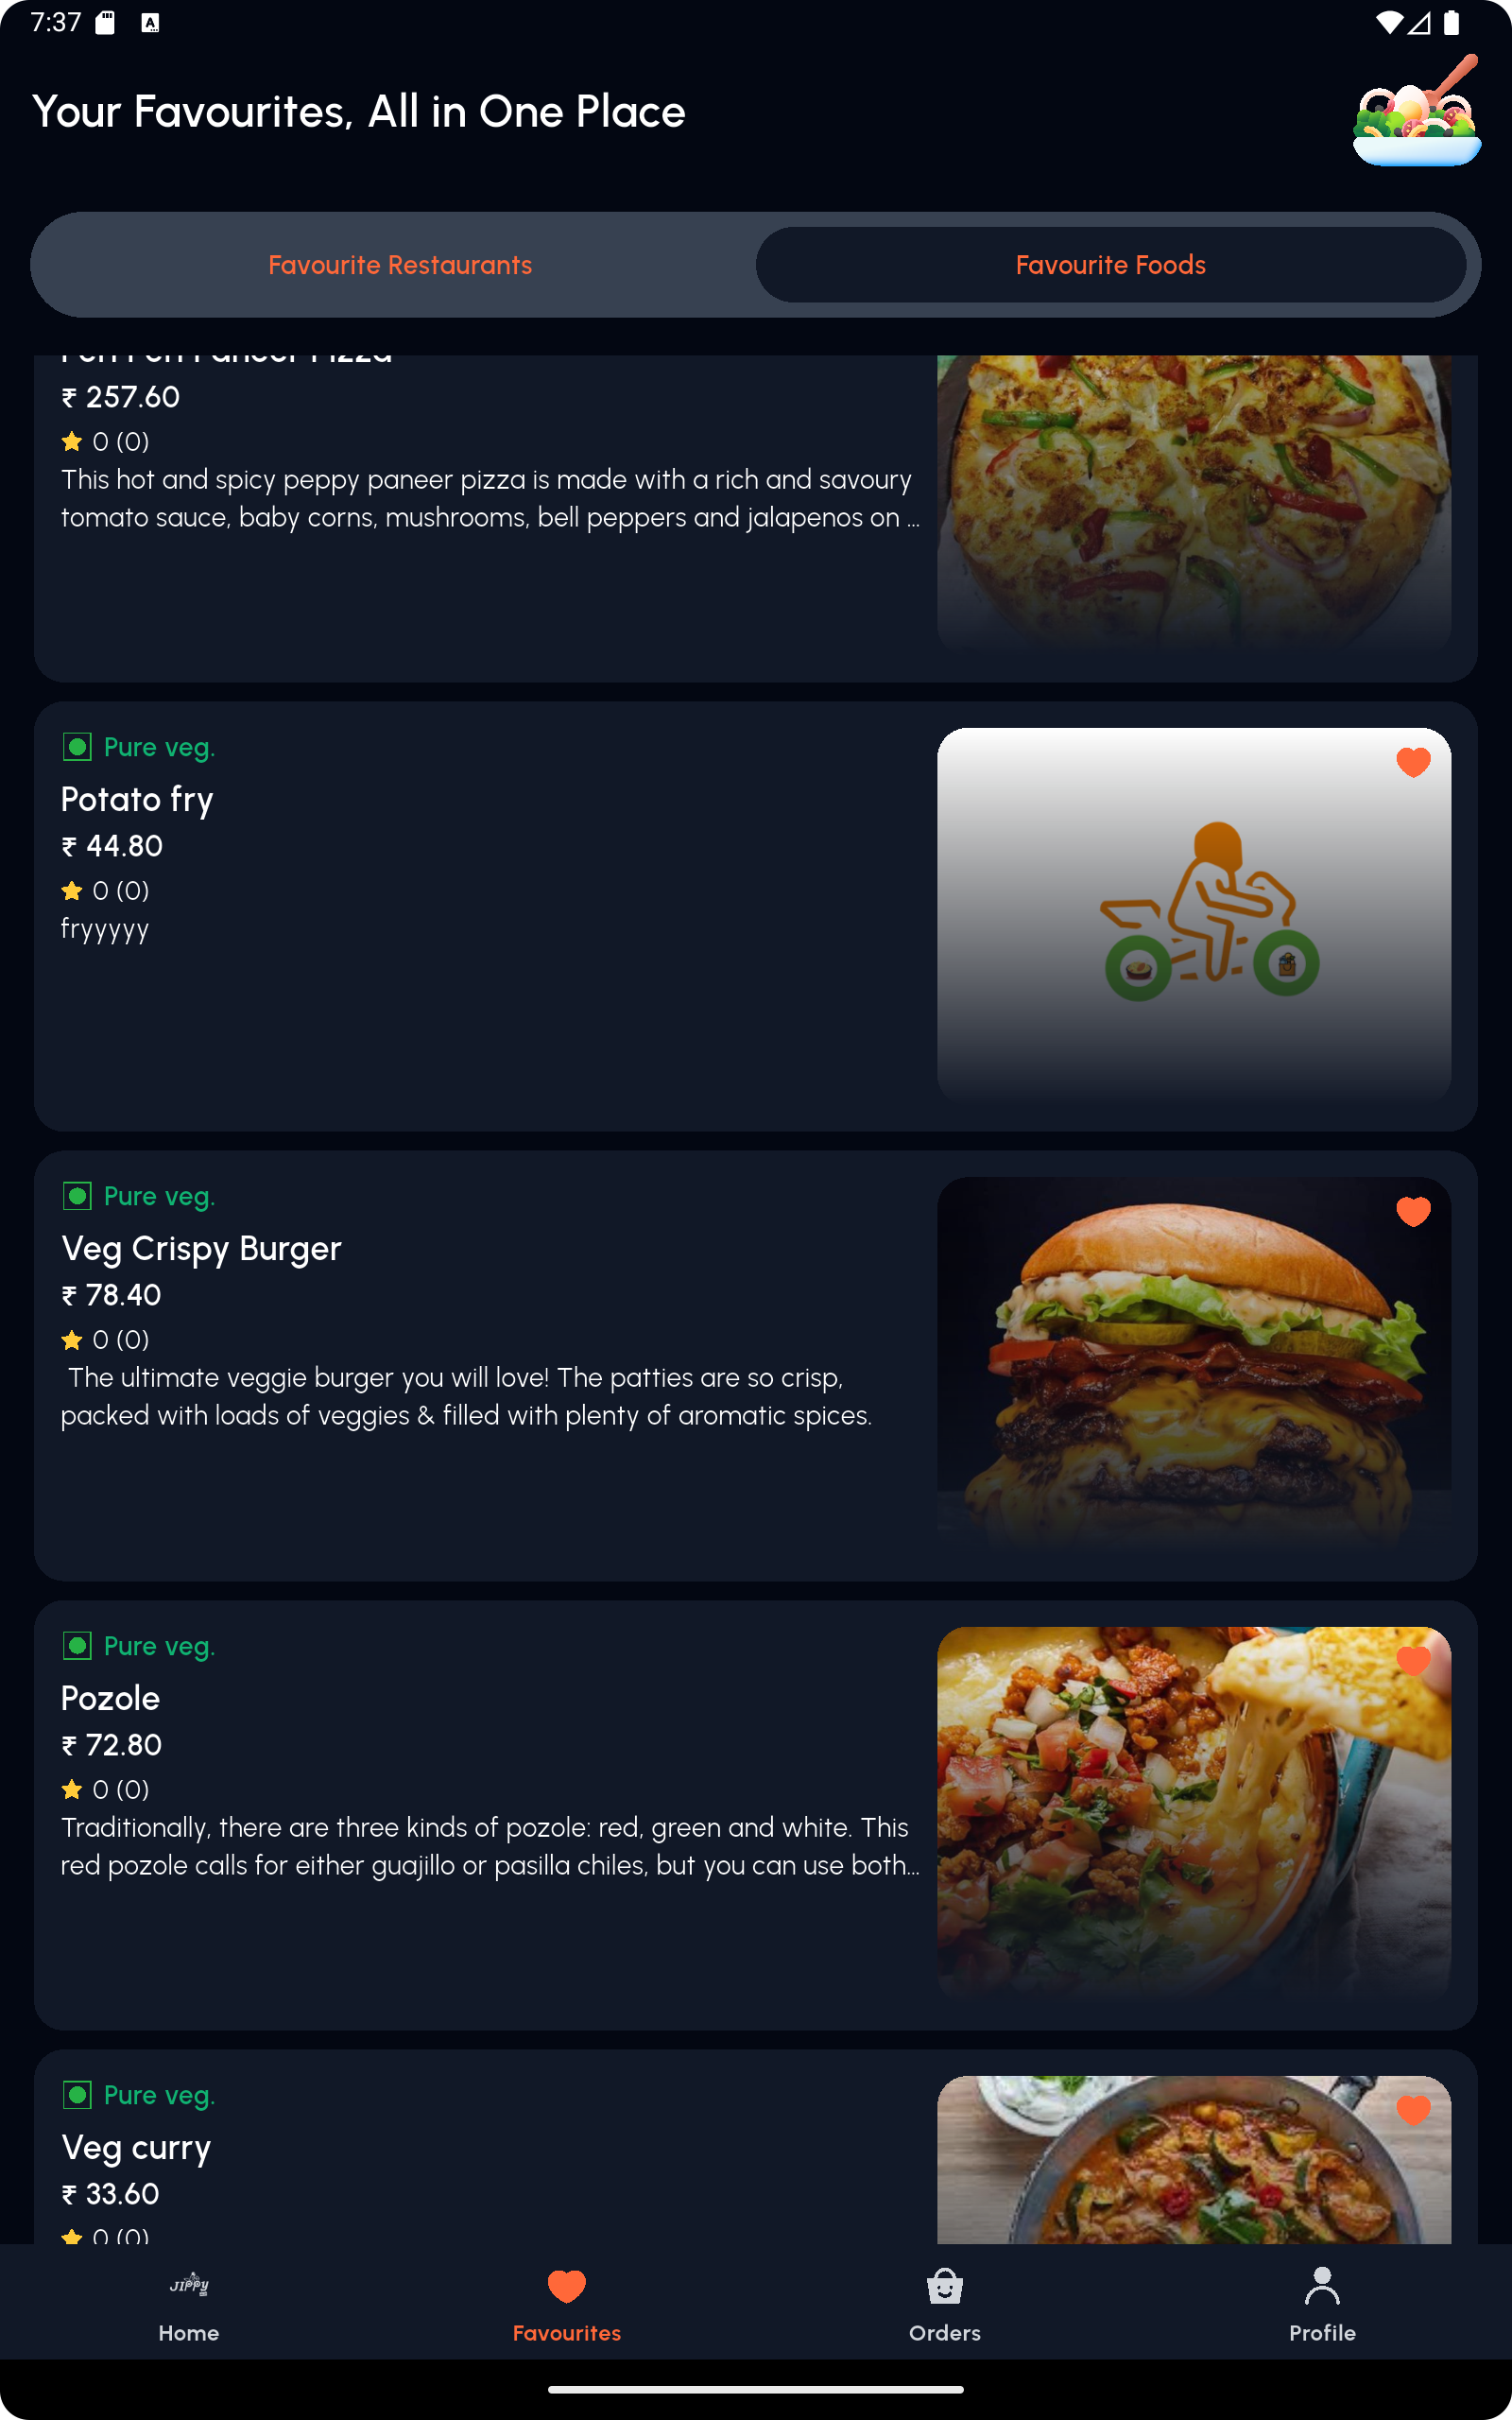 7:37
Your Favourites, All in One Place
Favourite Restaurants
Favourite Foods
₹ 257.60
0 (0)
This hot and spicy peppy paneer pizza is made with a rich and savoury
tomato sauce, baby corns, mushrooms, bell peppers and jalapenos on ...
Pure veg.
Potato fry
₹ 44.80
0 (0)
fryyyyy
Pure veg.
Veg Crispy Burger
₹ 78.40
0 (0)
The ultimate veggie burger you will love! The patties are so crisp,
packed with loads of veggies & filled with plenty of aromatic spices.
Pure veg.
Pozole
₹ 72.80
0 (0)
Traditionally, there are three kinds of pozole: red, green and white. This
red pozole calls for either guajillo or pasilla chiles, but you can use both...
Pure veg.
Veg curry
₹ 33.60
0 (0)
JIPPY
Home
Favourites
Orders
Profile